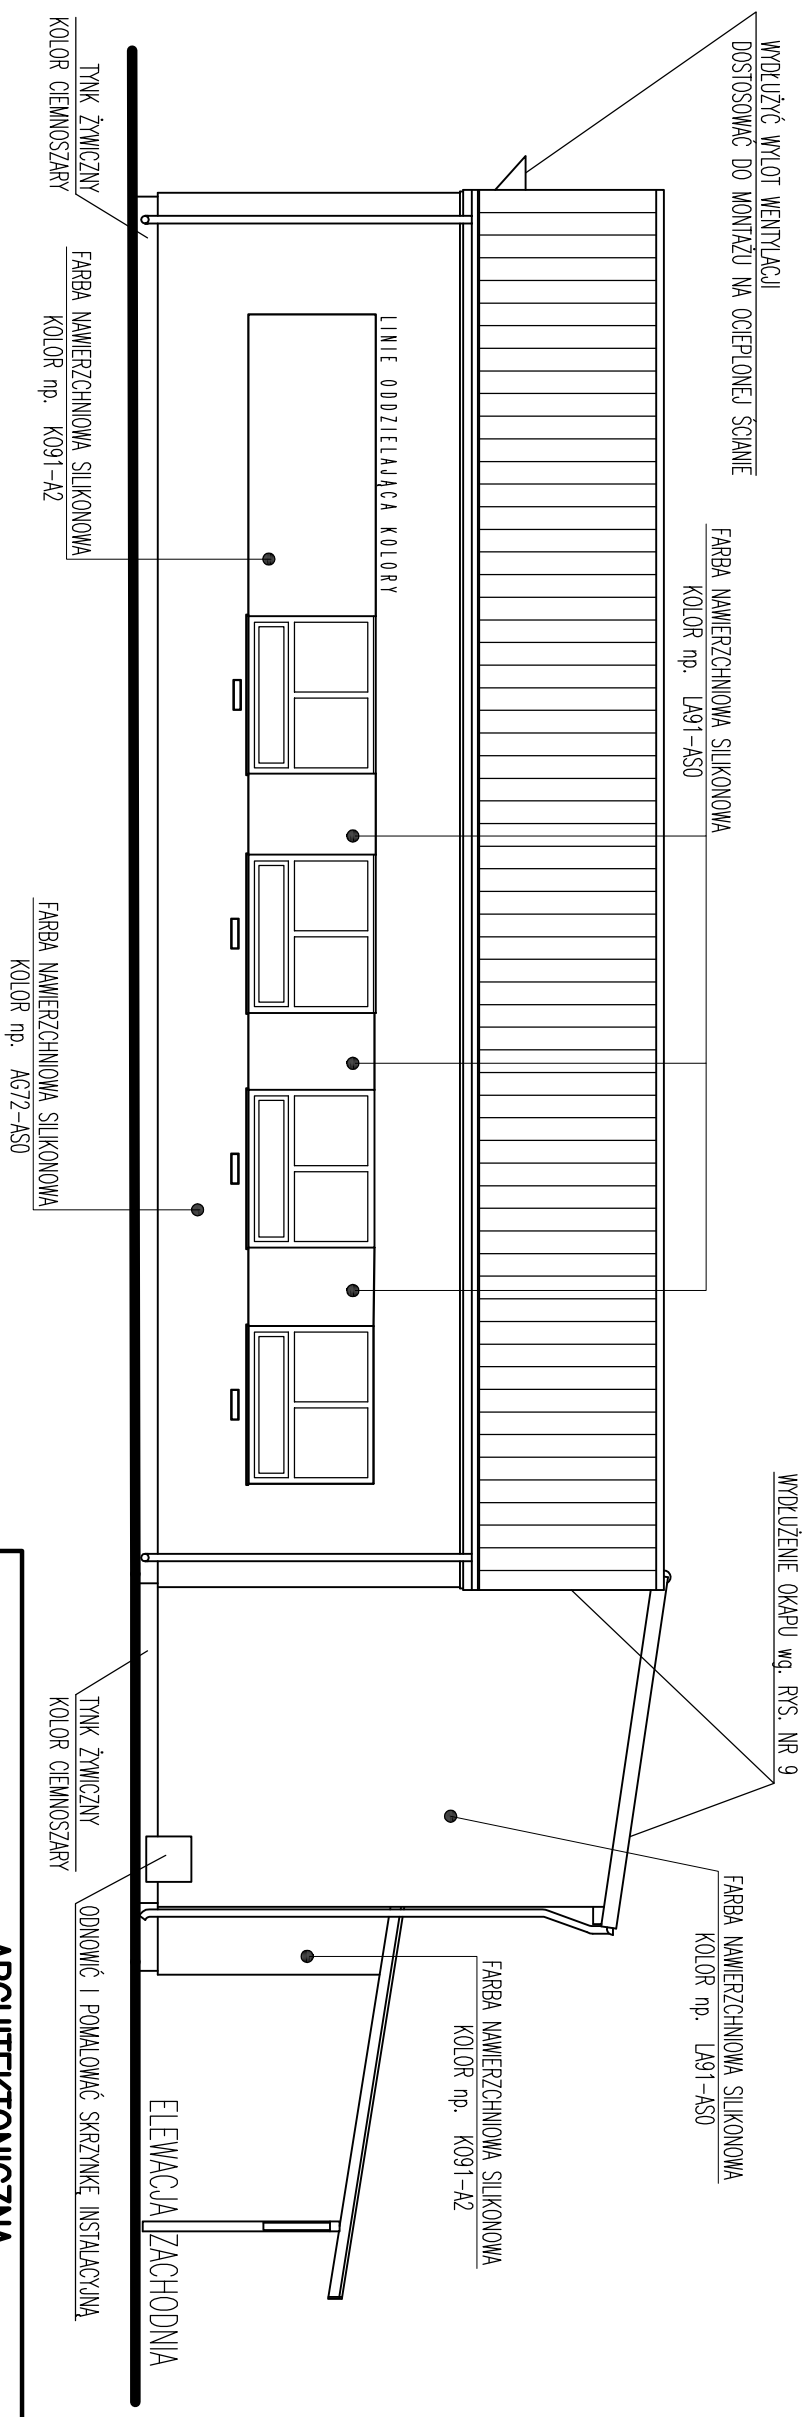 WYDŁUŻYĆ WYLOT WENTYLACJI
DOSTOSOWAĆ DO MONTAŻU NA OCIEPLONEJ ŚCIANIE
FARBA NAWIERZCHNIOWA SILIKONOWA
KOLOR np. LA91-AS0
WYDŁUŻENIE OKAPU wg. RYS. NR 9
FARBA NAWIERZCHNIOWA SILIKONOWA
KOLOR np. LA91-AS0
FARBA NAWIERZCHNIOWA SILIKONOWA
KOLOR np. K091-A2
LINIE ODDZIELAJĄCA KOLORY
TYNK ŻYWICZNY
KOLOR CIEMNOSZARY
FARBA NAWIERZCHNIOWA SILIKONOWA
KOLOR np. K091-A2
FARBA NAWIERZCHNIOWA SILIKONOWA
KOLOR np. AG72-AS0
TYNK ŻYWICZNY
KOLOR CIEMNOSZARY
ODNOWIĆ I POMALOWAĆ SKRZYNKĘ INSTALACYJNĄ
ELEWACJA ZACHODNIA
ARCHITEKTONICZNA